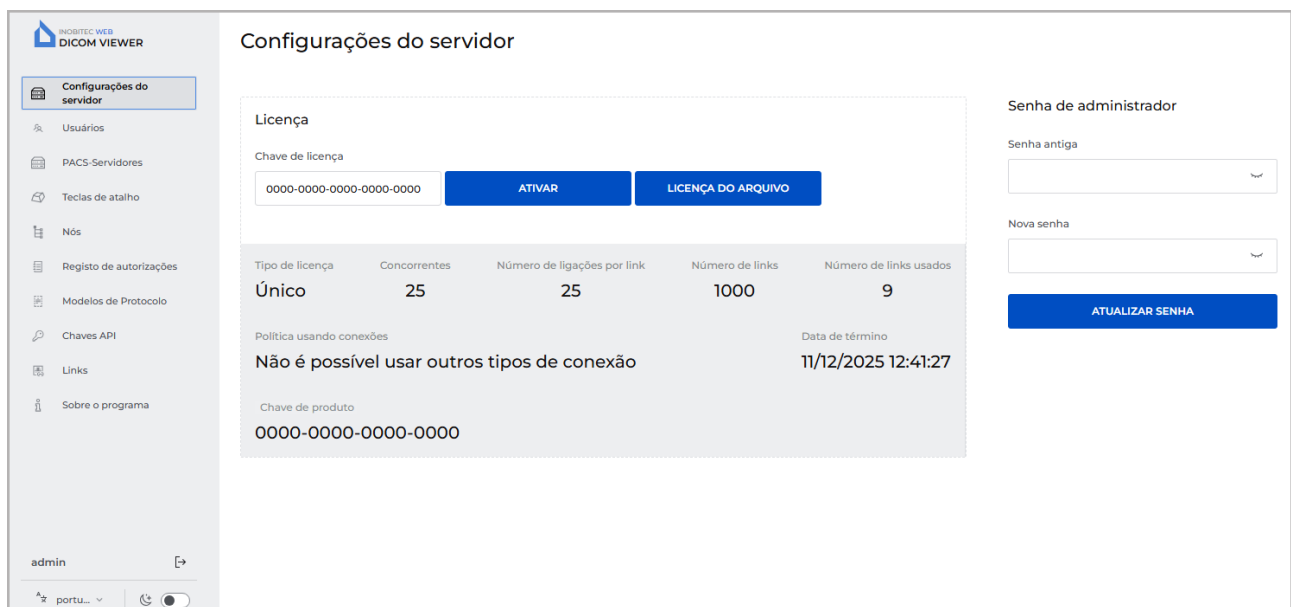 INOBITEC WEB
DICOM VIEWER
Configurações do
servidor
Usuários
PACS-Servidores
Teclas de atalho
Nós
Registo de autorizações
Modelos de Protocolo
Chaves API
Links
Sobre o programa
admin
portu...
Configurações do servidor
Licença
Chave de licença
0000-0000-0000-0000-0000
ATIVAR
LICENÇA DO ARQUIVO
Tipo de licença Concorrentes Número de ligações por link Número de links Número de links usados
Único 25 25 1000 9
Política usando conexões Data de término
Não é possível usar outros tipos de conexão 11/12/2025 12:41:27
Chave de produto
0000-0000-0000-0000
Senha de administrador
Senha antiga
Nova senha
ATUALIZAR SENHA